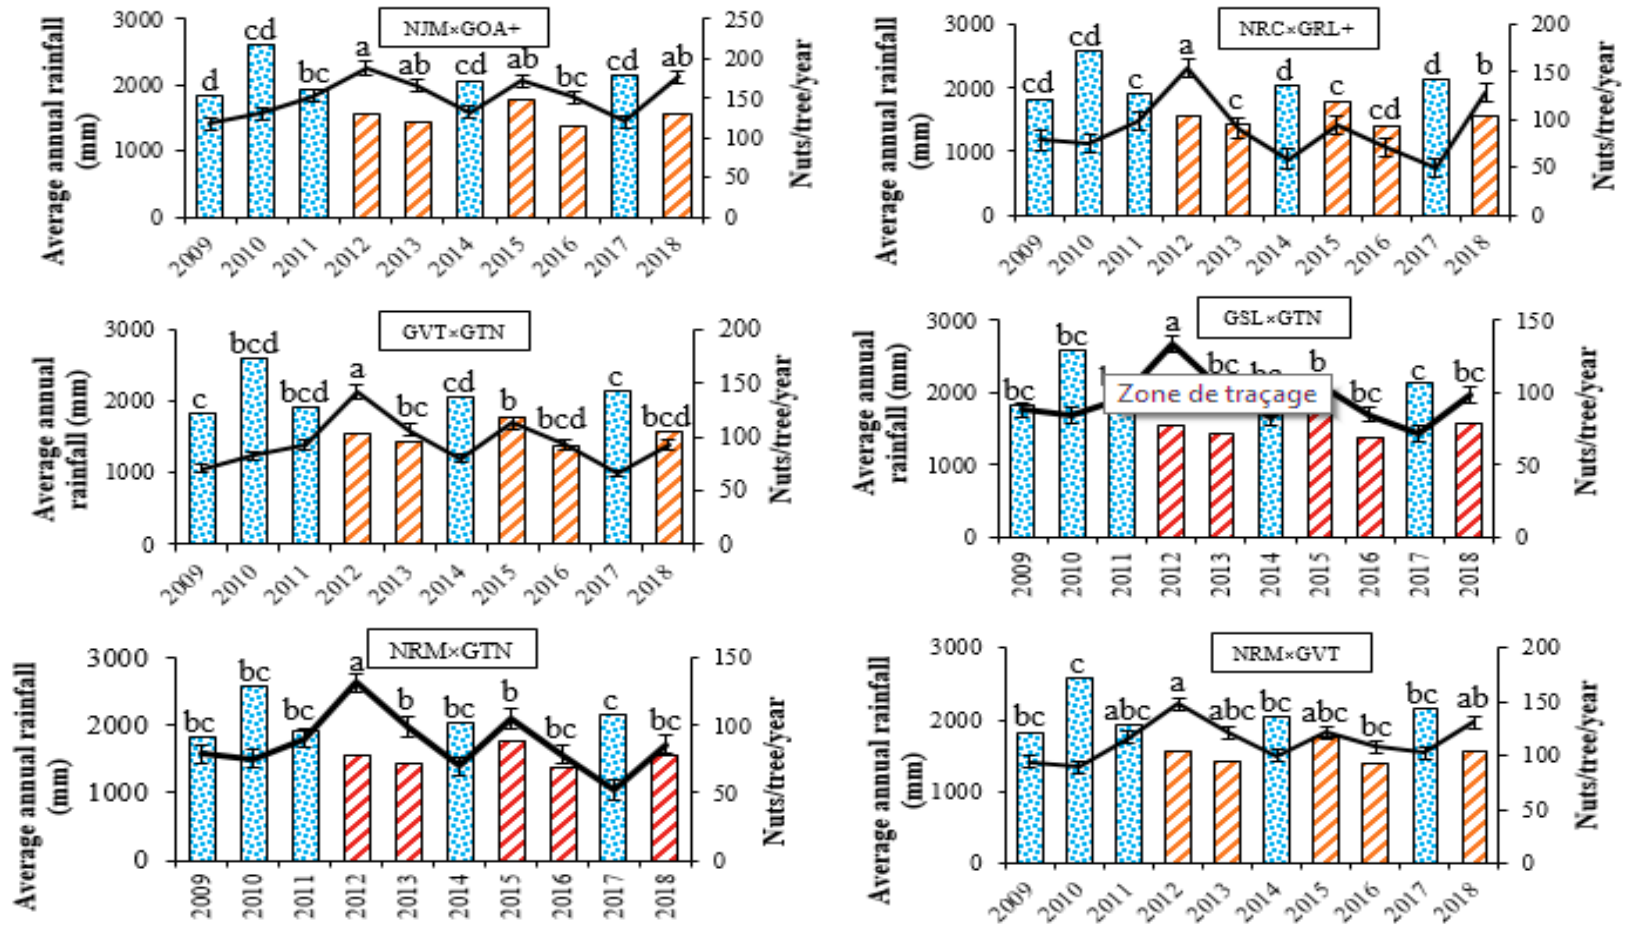 NJM×GOA+
Average annual rainfall
(mm)
3000
2000
1000
0
d
cd
bc
a
ab
cd
ab
bc
cd
ab
250
200
150
100
50
0
Nuts/tree/year
2009
2010
2011
2012
2013
2014
2015
2016
2017
2018
NRC×GRL+
Average annual rainfall
(mm)
3000
2000
1000
0
cd
cd
c
a
c
d
c
cd
d
b
200
150
100
50
0
Nuts/tree/year
2009
2010
2011
2012
2013
2014
2015
2016
2017
2018
GVT×GTN
Average annual
rainfall (mm)
3000
2000
1000
0
c
bcd
bcd
a
bc
cd
b
bcd
c
bcd
200
150
100
50
0
Nuts/tree/year
2009
2010
2011
2012
2013
2014
2015
2016
2017
2018
GSL×GTN
Average annual
rainfall (mm)
3000
2000
1000
0
bc
bc
a
bc
b
bc
c
bc
Zone de traçage
150
100
50
0
Nuts/tree/year
2009
2010
2011
2012
2013
2014
2015
2016
2017
2018
NRM×GTN
Average annual rainfall
(mm)
3000
2000
1000
0
bc
bc
bc
a
b
bc
b
bc
c
bc
150
100
50
0
Nuts/tree/year
2009
2010
2011
2012
2013
2014
2015
2016
2017
2018
NRM×GVT
Average annual rainfall
(mm)
3000
2000
1000
0
bc
c
abc
a
abc
bc
abc
bc
bc
ab
200
150
100
50
0
Nuts/tree/year
2009
2010
2011
2012
2013
2014
2015
2016
2017
2018